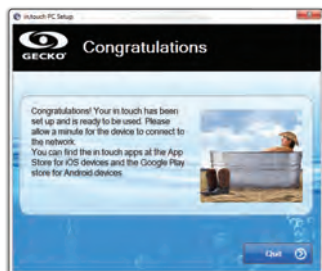 in.touch PC Setup
GECKO
Congratulations
Congratulations! Your in touch has been
set up and is ready to be used. Please
allow a minute for the device to connect to
the network.
You can find the in touch apps at the App
Store for iOS devices and the Google Play
store for Android devices
Quit